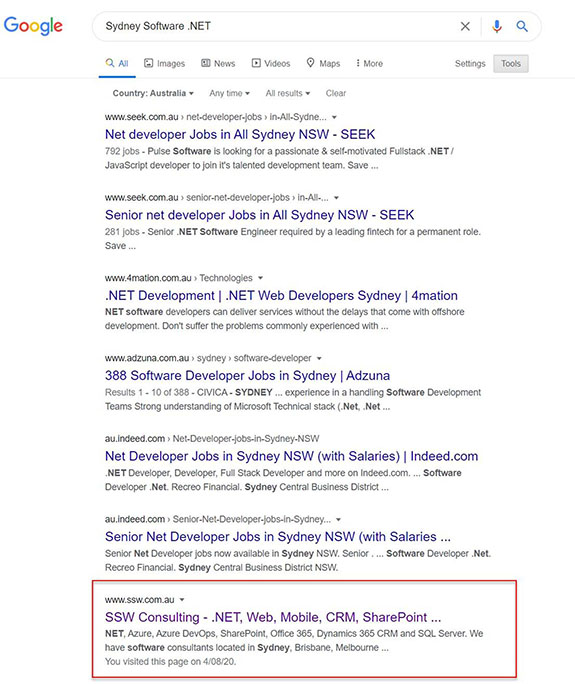 Google
Sydney Software .NET
All Images News Videos Maps More Settings Tools
Country: Australia Any time All results Clear
www.seek.com.au › net-developer-jobs › in-All-Sydne...
Net developer Jobs in All Sydney NSW - SEEK
792 jobs - Pulse Software is looking for a passionate & self-motivated Fullstack .NET /
JavaScript developer to join it's talented development team. Save ...
www.seek.com.au › senior-net-developer-jobs › in-All-...
Senior net developer Jobs in All Sydney NSW - SEEK
281 jobs - Senior .NET Software Engineer required by a leading fintech for a permanent role.
Save ...
www.4mation.com.au › Technologies
.NET Development | .NET Web Developers Sydney | 4mation
NET software developers can deliver services without the delays that come with offshore
development. Don't suffer the problems commonly experienced with ...
www.adzuna.com.au › sydney › software-developer
388 Software Developer Jobs in Sydney | Adzuna
Results 1 - 10 of 388 - CIVICA - SYDNEY ... experience in a handling Software Development
Teams Strong understanding of Microsoft Technical stack (.Net, .Net ...
au.indeed.com › Net-Developer-jobs-in-Sydney-NSW
Net Developer Jobs in Sydney NSW (with Salaries) | Indeed.com
.NET Developer, Developer, Full Stack Developer and more on Indeed.com. ... Software
Developer .Net. Recreo Financial. Sydney Central Business District ...
au.indeed.com › Senior-Net-Developer-jobs-in-Sydney...
Senior Net Developer Jobs in Sydney NSW (with Salaries ...
Senior Net Developer jobs now available in Sydney NSW. Senior . ... Software Developer .Net.
Recreo Financial. Sydney Central Business District NSW.
www.ssw.com.au
SSW Consulting - .NET, Web, Mobile, CRM, SharePoint ...
NET, Azure, Azure DevOps, SharePoint, Office 365, Dynamics 365 CRM and SQL Server. We
have software consultants located in Sydney, Brisbane, Melbourne ...
You visited this page on 4/08/20.